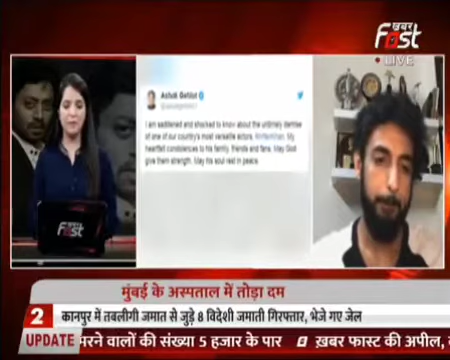 ख़बर
Fast
LIVE
Ashok Gehlot
I am saddened and shocked to know about the untimely demise
of one of our country's most versatile actors, My
heartfelt condolences to his family, friends and fans. May God
give them strength. May his soul rest in peace.
ख़बर
Fast
मुंबई के अस्पताल में तोड़ा दम
2 कानपुर में तबलीगी जमात से जुड़े 8 विदेशी जमाती गिरफ्तार, भेजे गए जेल
UPDATE मरने वालों की संख्या 5 हजार के पार ख़बर फास्ट की अपील,